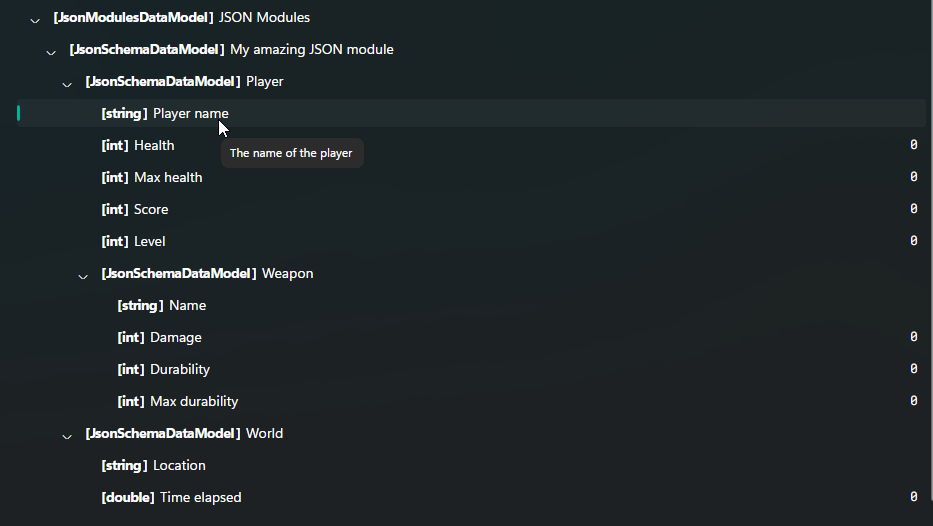 [JsonModulesDataModel] JSON Modules
[JsonSchemaDataModel] My amazing JSON module
[JsonSchemaDataModel] Player
[string] Player name
The name of the player
[int] Health 0
[int] Max health 0
[int] Score 0
[int] Level 0
[JsonSchemaDataModel] Weapon
[string] Name
[int] Damage 0
[int] Durability 0
[int] Max durability 0
[JsonSchemaDataModel] World
[string] Location
[double] Time elapsed 0